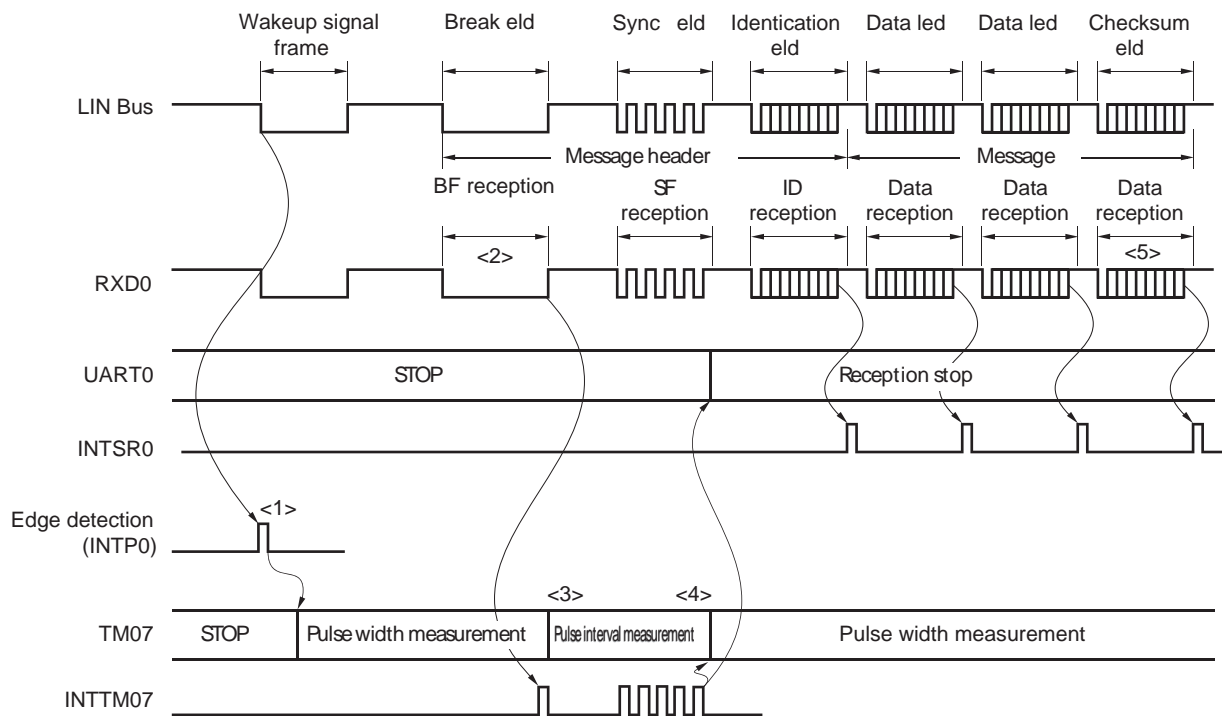 Wakeup signal
frame
Break eld
Sync eld
Identication
eld
Data led
Data led
Checksum
eld
LIN Bus
Message header
Message
BF reception
SF
reception
ID
reception
Data
reception
Data
reception
Data
reception
<2>
<5>
RXD0
UART0
STOP
Reception stop
INTSR0
<1>
Edge detection
(INTP0)
<3>
<4>
TM07
STOP
Pulse width measurement
Pulse interval measurement
Pulse width measurement
INTTM07